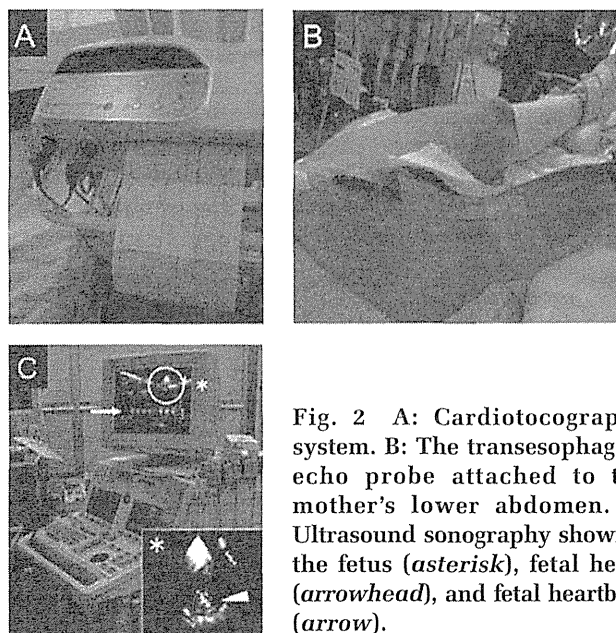 A
B
C
*
*
Fig. 2 A: Cardiotocograp
system. B: The transesophag
echo probe attached to t
mother's lower abdomen.
Ultrasound sonography show
the fetus (asterisk), fetal he
(arrowhead), and fetal heartb
(arrow).